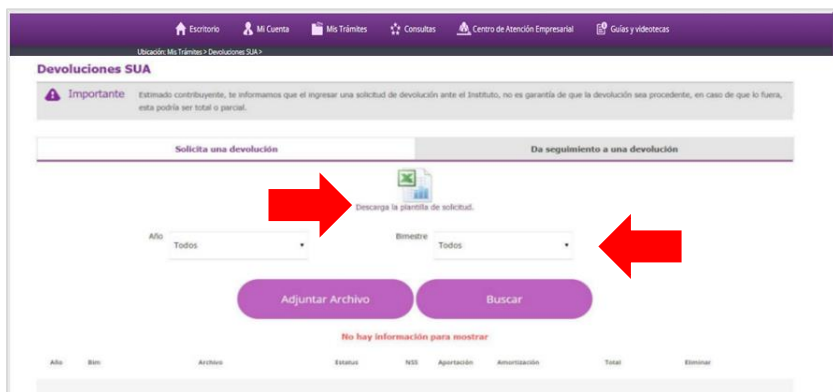 Escritorio Mi Cuenta Mis Trámites Consultas Centro de Atención Empresarial Guías y videotecas
Ubicación: Mis Trámites > Devoluciones SUA >
Devoluciones SUA
Importante Estimado contribuyente, te informamos que el ingresar una solicitud de devolución ante el Instituto, no es garantía de que la devolución sea procedente, en caso de que lo fuera,
esta podría ser total o parcial.
Solicita una devolución Da seguimiento a una devolución
Descarga la plantilla de solicitud.
Año Todos Bimestre Todos
Adjuntar Archivo Buscar
No hay información para mostrar
Año Bim Archivo Estatus NSS Aportación Amortización Total Eliminar